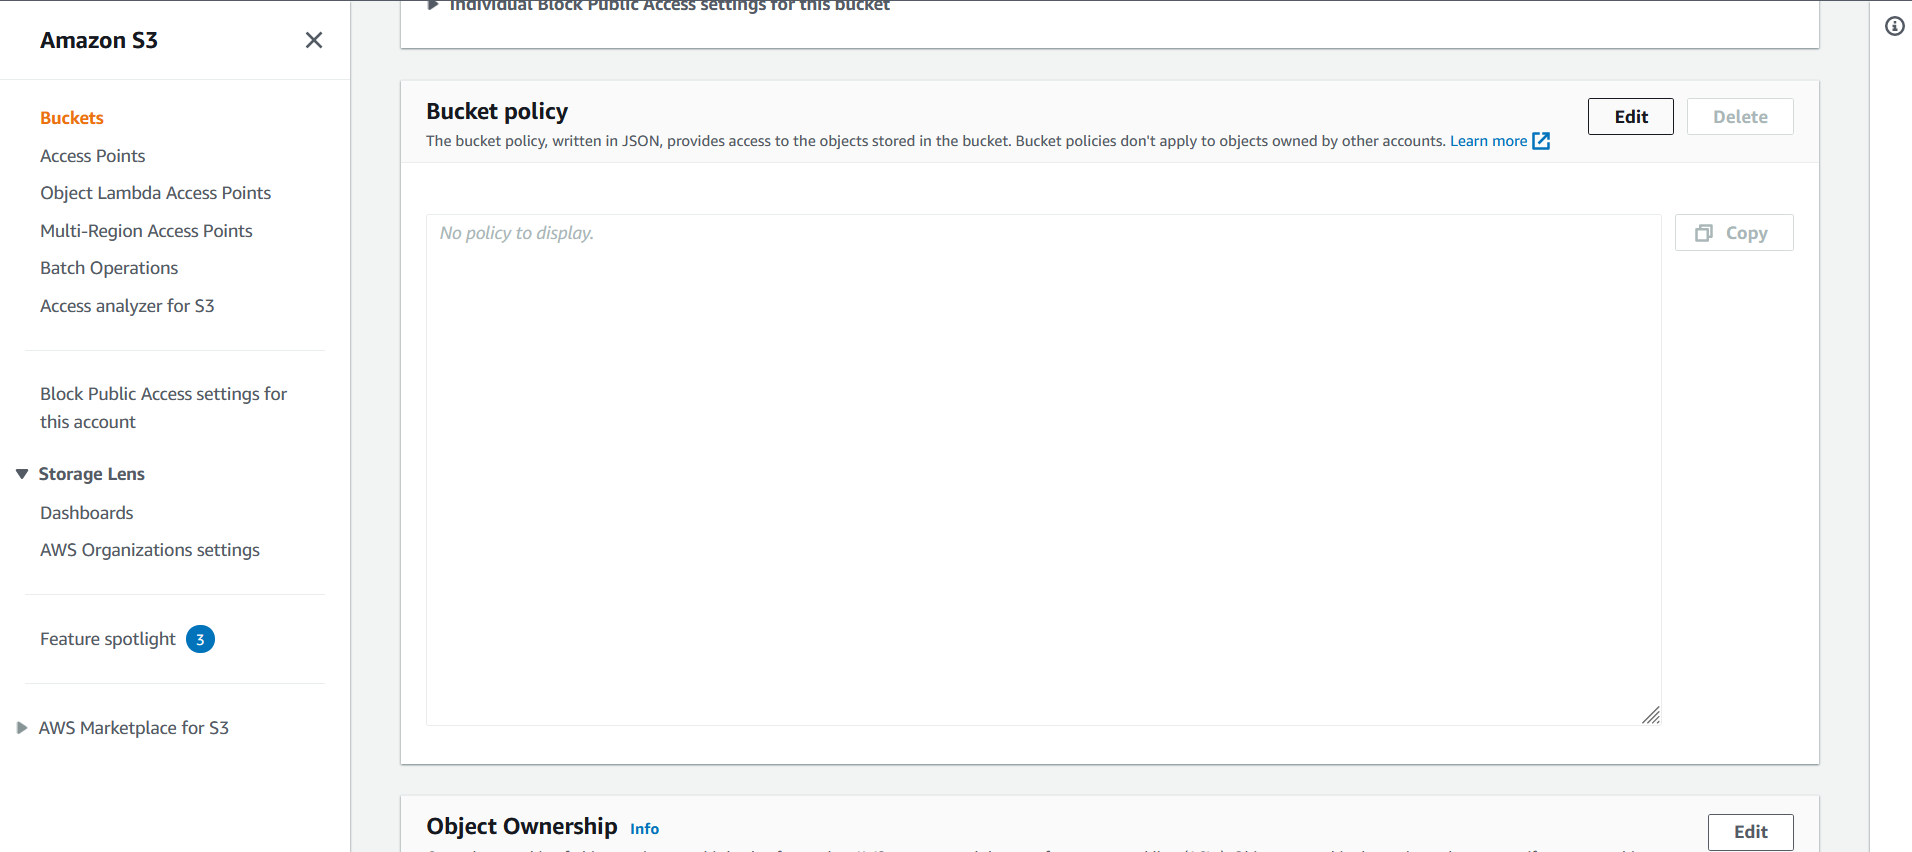 Individual Block Public Access settings for this bucket
Amazon S3
Buckets
Access Points
Object Lambda Access Points
Multi-Region Access Points
Batch Operations
Access analyzer for S3
Block Public Access settings for
this account
Storage Lens
Dashboards
AWS Organizations settings
Feature spotlight 3
AWS Marketplace for S3
Bucket policy
The bucket policy, written in JSON, provides access to the objects stored in the bucket. Bucket policies don't apply to objects owned by other accounts. Learn more
Edit
Delete
No policy to display.
Copy
Object Ownership Info
Edit